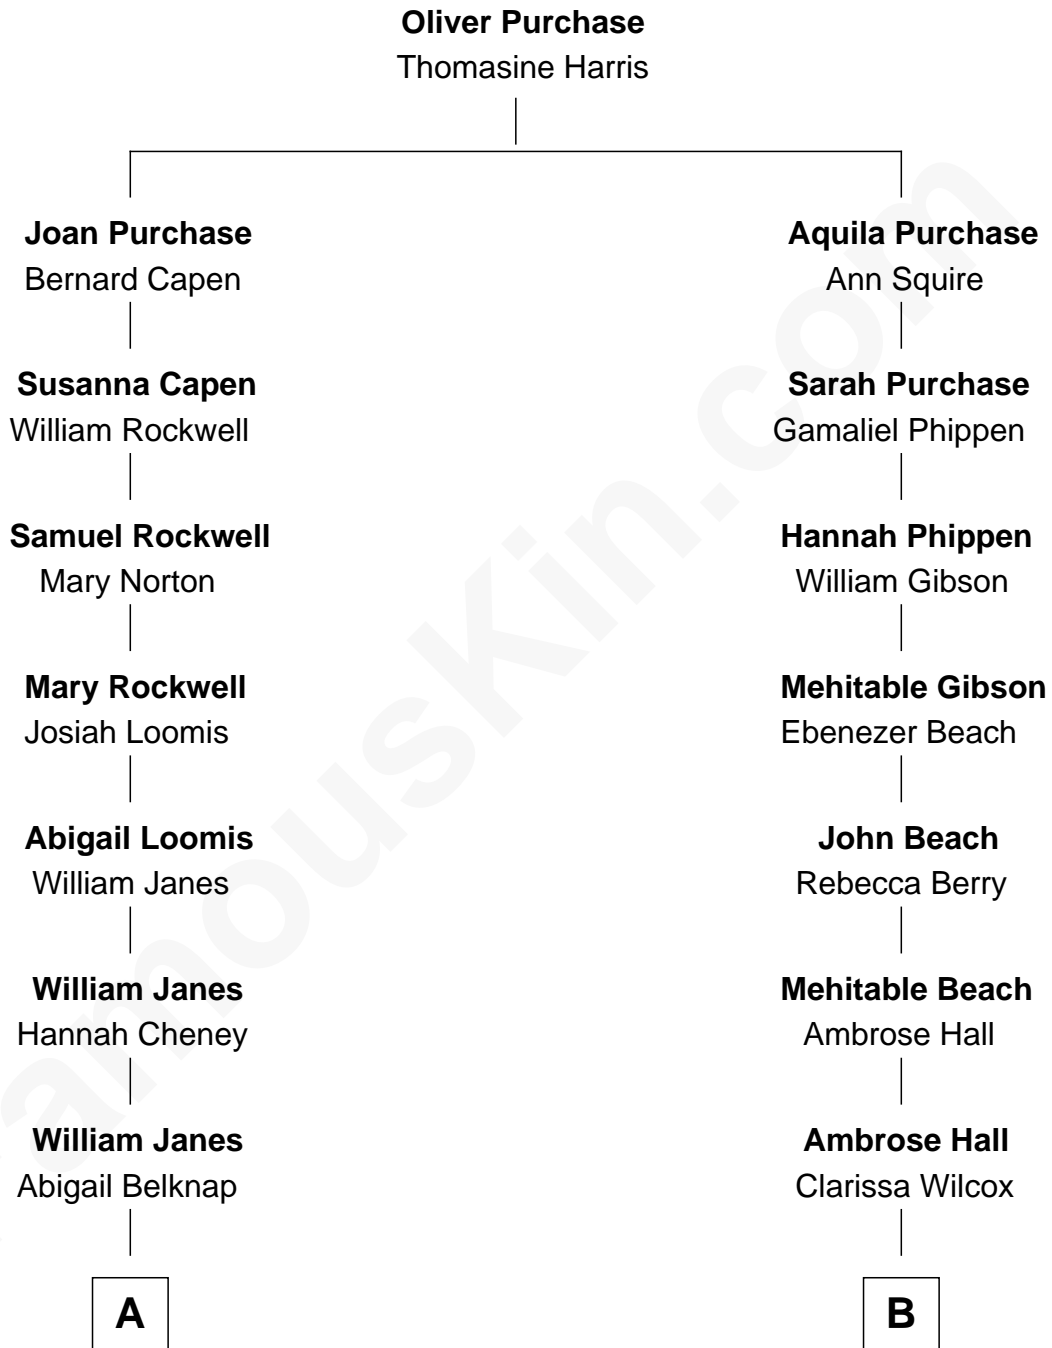 Oliver Purchase
Thomasine Harris
Joan Purchase
Bernard Capen
Aquila Purchase
Ann Squire
Susanna Capen
William Rockwell
Sarah Purchase
Gamaliel Phippen
Samuel Rockwell
Mary Norton
Hannah Phippen
William Gibson
Mary Rockwell
Josiah Loomis
Mehitable Gibson
Ebenezer Beach
Abigail Loomis
William Janes
John Beach
Rebecca Berry
William Janes
Hannah Cheney
Mehitable Beach
Ambrose Hall
William Janes
Abigail Belknap
Ambrose Hall
Clarissa Wilcox
A
B
FamousKin.com